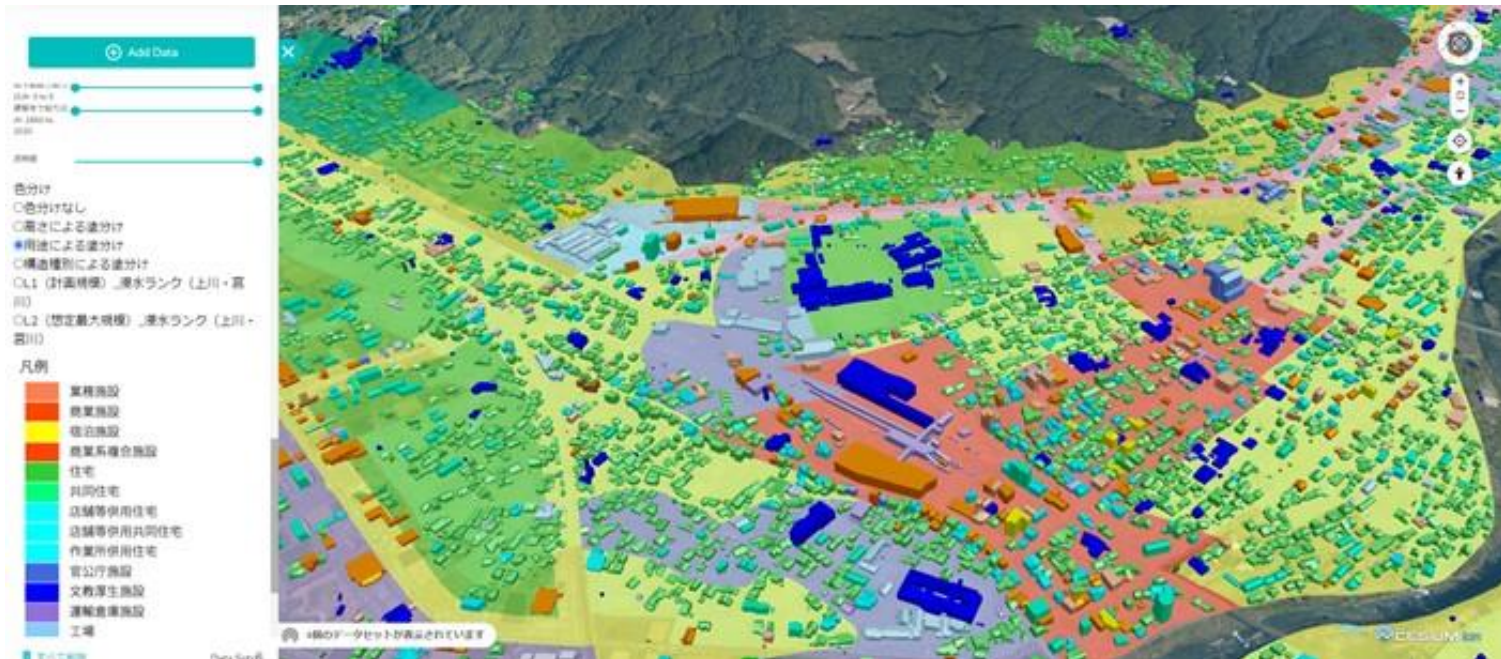 Add Data
色分け
色分けなし
高さによる塗分け
用途による塗分け
構造種別による塗分け
L1（計画規模）_浸水ランク（上川・宮
川）
L2（想定最大規模）_浸水ランク（上川・
宮川）
凡例
業務施設
商業施設
宿泊施設
商業系複合施設
住宅
共同住宅
店舗等併用住宅
店舗等併用共同住宅
作業所併用住宅
官公庁施設
文教厚生施設
運輸倉庫施設
工場
個のデータセットが表示されています
CESIUM ion